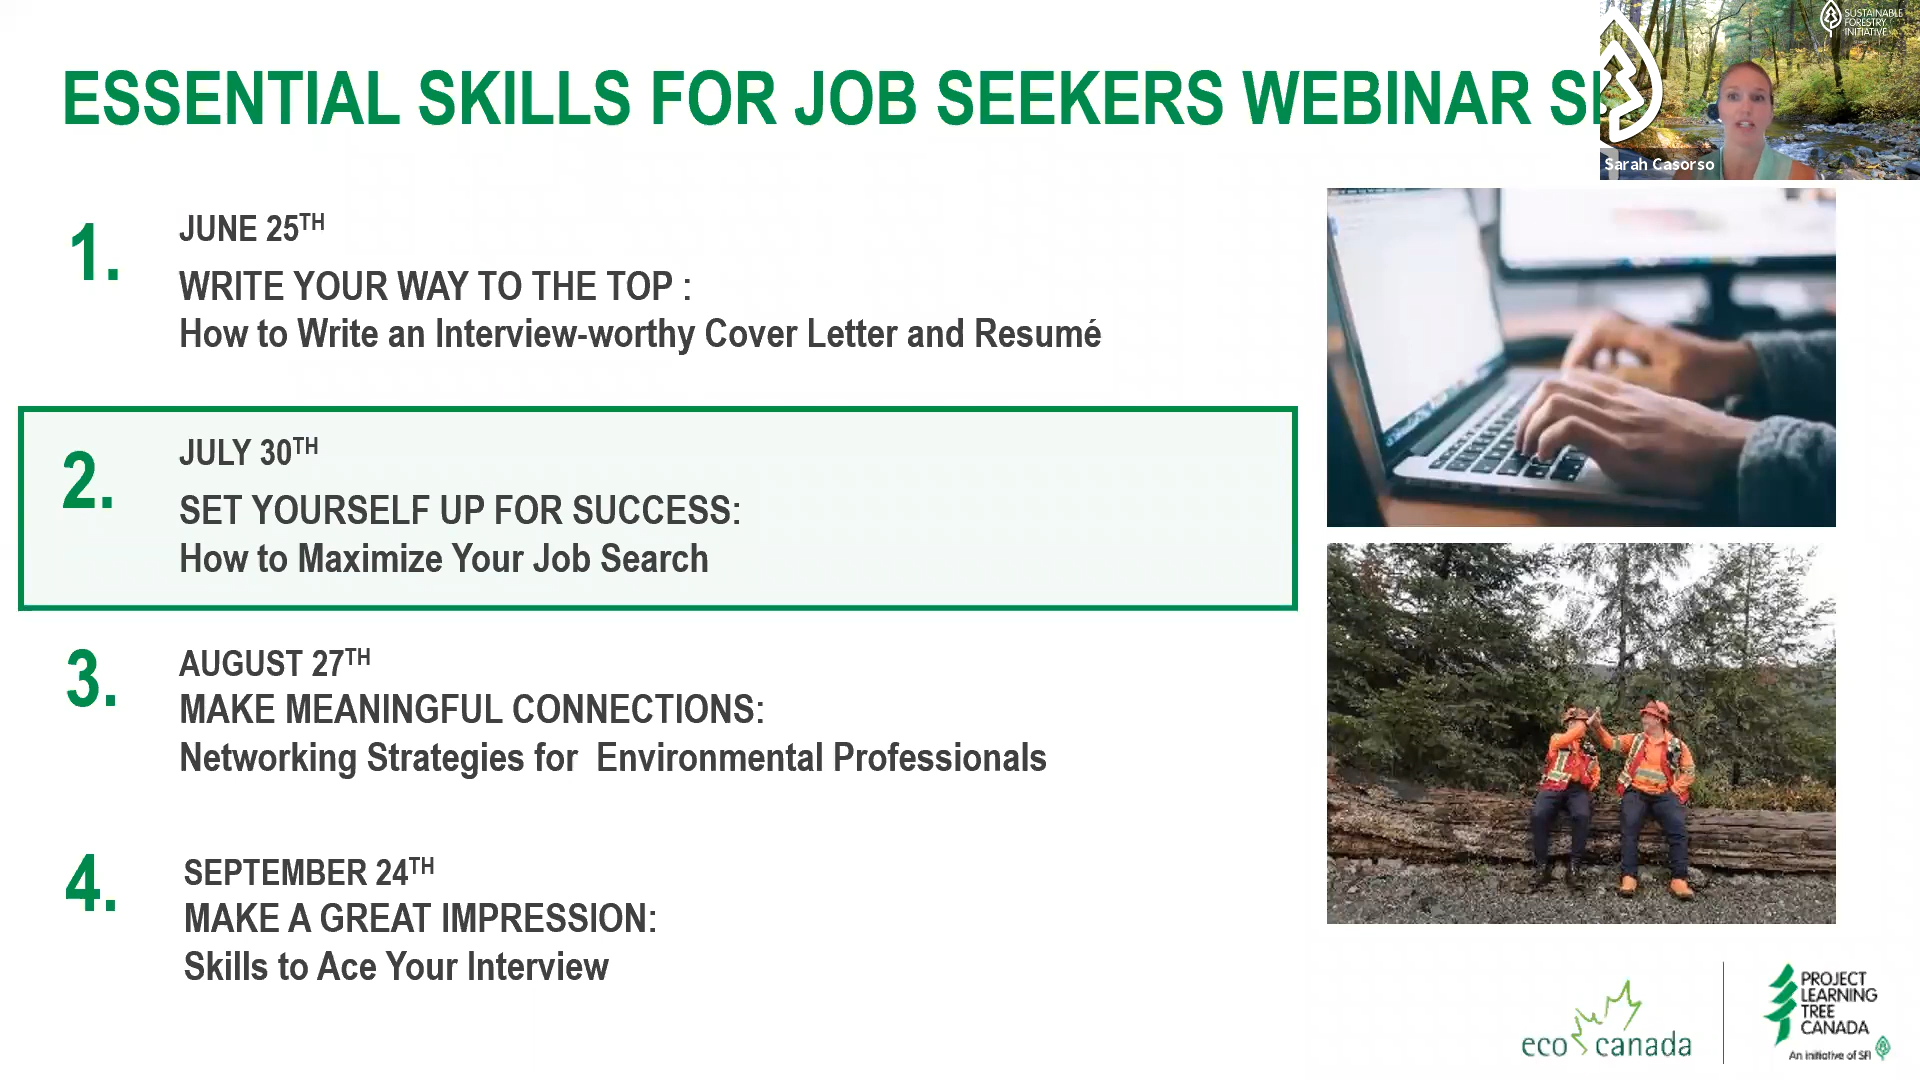 ESSENTIAL SKILLS FOR JOB SEEKERS WEBINAR
SUSTAINABLE
FORESTRY
INITIATIVE
Sarah Casorso
1.
JUNE 25TH
WRITE YOUR WAY TO THE TOP :
How to Write an Interview-worthy Cover Letter and Resumé
2.
JULY 30TH
SET YOURSELF UP FOR SUCCESS:
How to Maximize Your Job Search
3.
AUGUST 27TH
MAKE MEANINGFUL CONNECTIONS:
Networking Strategies for  Environmental Professionals
4.
SEPTEMBER 24TH
MAKE A GREAT IMPRESSION:
Skills to Ace Your Interview
eco canada
PROJECT
LEARNING
TREE
CANADA
An initiative of SFI